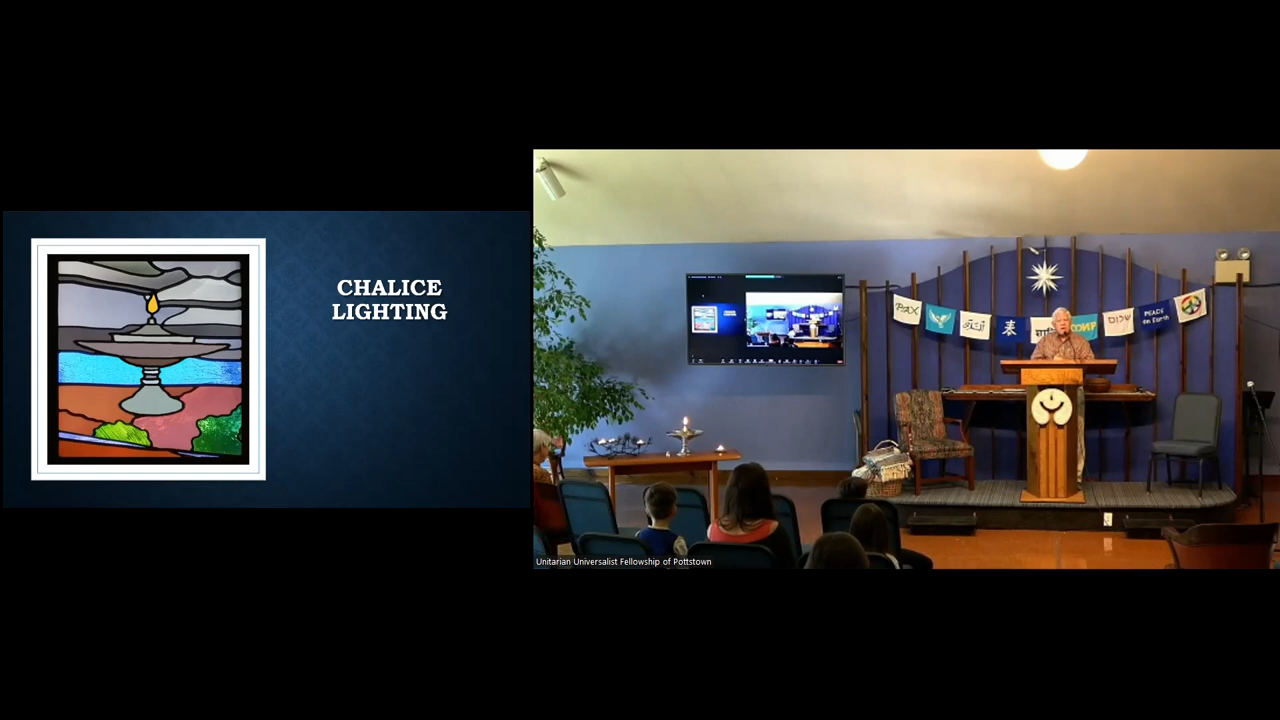 CHALICE
LIGHTING
PAX
שלום
PEACE
on Earth
Unitarian Universalist Fellowship of Pottstown